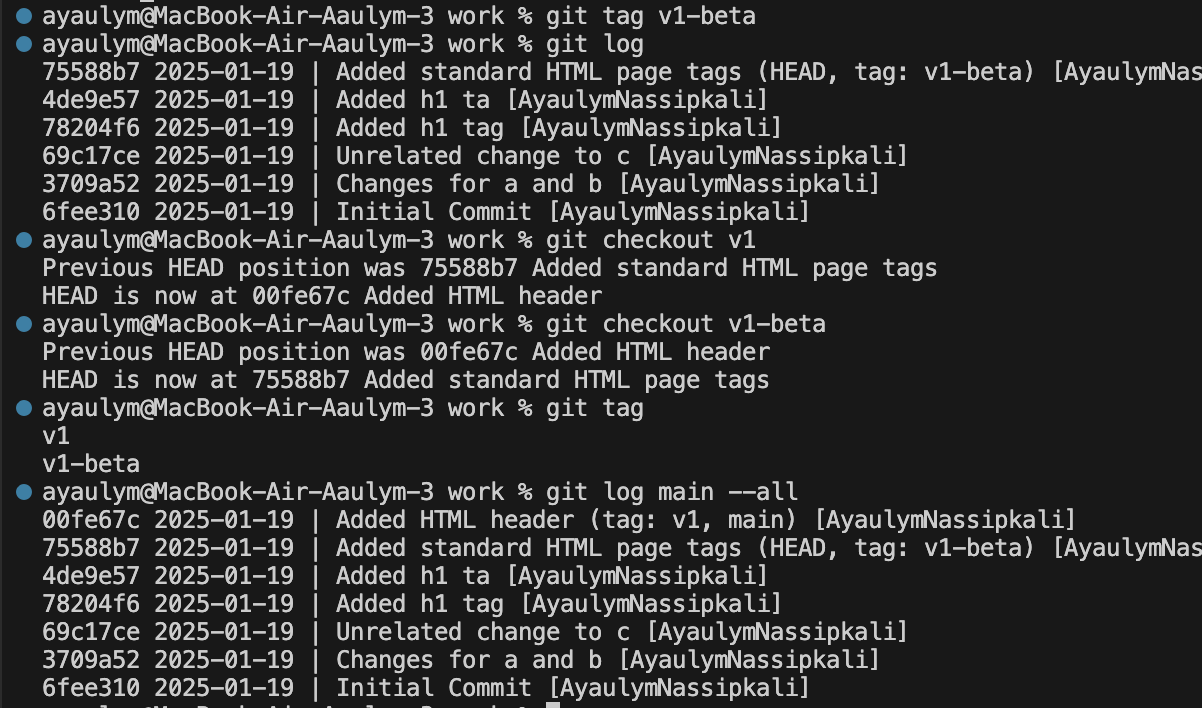 ayaulym@MacBook-Air-Aaulym-3 work % git tag v1-beta
ayaulym@MacBook-Air-Aaulym-3 work % git log
75588b7 2025-01-19 | Added standard HTML page tags (HEAD, tag: v1-beta) [AyaulymNas
4de9e57 2025-01-19 | Added h1 ta [AyaulymNassipkali]
78204f6 2025-01-19 | Added h1 tag [AyaulymNassipkali]
69c17ce 2025-01-19 | Unrelated change to c [AyaulymNassipkali]
3709a52 2025-01-19 | Changes for a and b [AyaulymNassipkali]
6fee310 2025-01-19 | Initial Commit [AyaulymNassipkali]
ayaulym@MacBook-Air-Aaulym-3 work % git checkout v1
Previous HEAD position was 75588b7 Added standard HTML page tags
HEAD is now at 00fe67c Added HTML header
ayaulym@MacBook-Air-Aaulym-3 work % git checkout v1-beta
Previous HEAD position was 00fe67c Added HTML header
HEAD is now at 75588b7 Added standard HTML page tags
ayaulym@MacBook-Air-Aaulym-3 work % git tag
v1
v1-beta
ayaulym@MacBook-Air-Aaulym-3 work % git log main --all
00fe67c 2025-01-19 | Added HTML header (tag: v1, main) [AyaulymNassipkali]
75588b7 2025-01-19 | Added standard HTML page tags (HEAD, tag: v1-beta) [AyaulymNas
4de9e57 2025-01-19 | Added h1 ta [AyaulymNassipkali]
78204f6 2025-01-19 | Added h1 tag [AyaulymNassipkali]
69c17ce 2025-01-19 | Unrelated change to c [AyaulymNassipkali]
3709a52 2025-01-19 | Changes for a and b [AyaulymNassipkali]
6fee310 2025-01-19 | Initial Commit [AyaulymNassipkali]